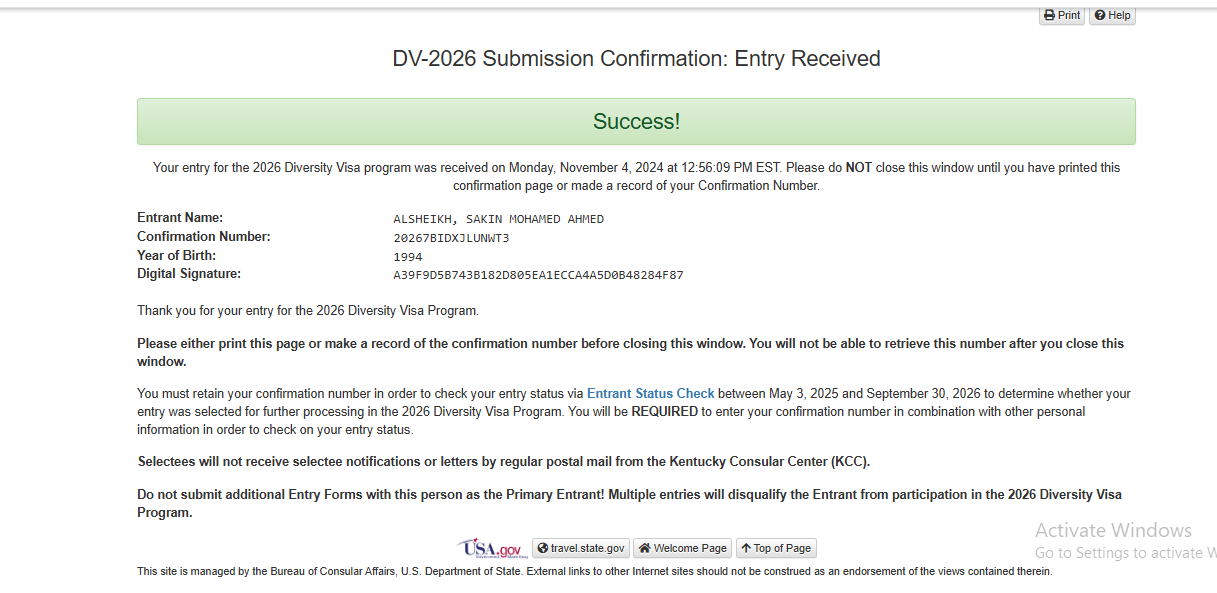 Print Help
DV-2026 Submission Confirmation: Entry Received
Success!
Your entry for the 2026 Diversity Visa program was received on Monday, November 4, 2024 at 12:56:09 PM EST. Please do NOT close this window until you have printed this
confirmation page or made a record of your Confirmation Number.
Entrant Name: ALSHEIKH, SAKIN MOHAMED AHMED
Confirmation Number: 20267BIDXJLUNWT3
Year of Birth: 1994
Digital Signature: A39F9D5B743B182D805EA1ECCA4A5D0B48284F87
Thank you for your entry for the 2026 Diversity Visa Program.
Please either print this page or make a record of the confirmation number before closing this window. You will not be able to retrieve this number after you close this
window.
You must retain your confirmation number in order to check your entry status via Entrant Status Check between May 3, 2025 and September 30, 2026 to determine whether your
entry was selected for further processing in the 2026 Diversity Visa Program. You will be REQUIRED to enter your confirmation number in combination with other personal
information in order to check on your entry status.
Selectees will not receive selectee notifications or letters by regular postal mail from the Kentucky Consular Center (KCC).
Do not submit additional Entry Forms with this person as the Primary Entrant! Multiple entries will disqualify the Entrant from participation in the 2026 Diversity Visa
Program.
Activate Windows
Go to Settings to activate W
USA.gov travel.state.gov Welcome Page Top of Page
This site is managed by the Bureau of Consular Affairs, U.S. Department of State. External links to other Internet sites should not be construed as an endorsement of the views contained therein.